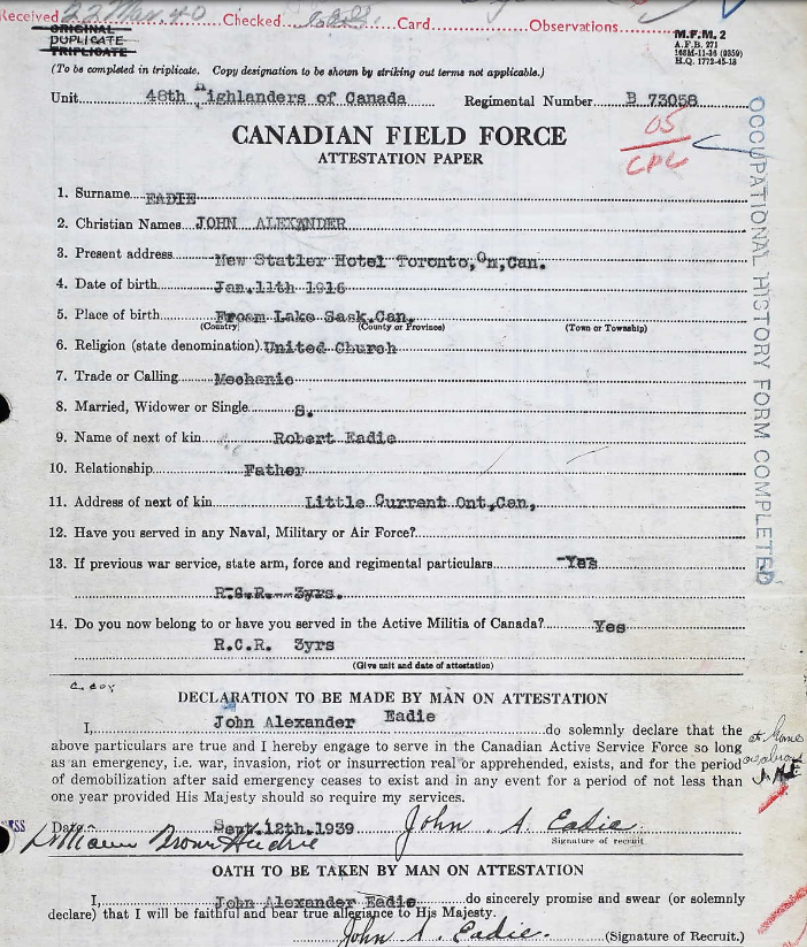 Received 22 Mar. 40 Checked Card Observations
ORIGINAL
DUPLICATE
TRIPLICATE
M.F.M. 2
A.F.B. 271
H.Q. 1772-45-18
(To be completed in triplicate. Copy designation to be shown by striking out terms not applicable.)
Unit 48th Highlanders of Canada Regimental Number B 73058
05
CPC
CANADIAN FIELD FORCE
ATTESTATION PAPER
1. Surname EADIE
2. Christian Names JOHN ALEXANDER
3. Present address New Statler Hotel Toronto, On, Can.
4. Date of birth Jan. 11th 1916
5. Place of birth Lake Sask. Can.
(Country) (County or Province) (Town or Township)
6. Religion (state denomination) United Church
7. Trade or Calling Mechanic
8. Married, Widower or Single S.
9. Name of next of kin Robert Eadie
10. Relationship Father
11. Address of next of kin Little Current Ont, Can,
12. Have you served in any Naval, Military or Air Force?
13. If previous war service, state arm, force and regimental particulars -Yes
3yrs.
14. Do you now belong to or have you served in the Active Militia of Canada? Yes
R.C.R. 3yrs
(Give unit and date of attestation)
OCCUPATIONAL HISTORY FORM COMPLETED
DECLARATION TO BE MADE BY MAN ON ATTESTATION
I, John Alexander Eadie do solemnly declare that the
above particulars are true and I hereby engage to serve in the Canadian Active Service Force so long
as an emergency, i.e. war, invasion, riot or insurrection real or apprehended, exists, and for the period
of demobilization after said emergency ceases to exist and in any event for a period of not less than
one year provided His Majesty should so require my services.
Date Sept. 12th. 1939 John A. Eadie
Signature of recruit
OATH TO BE TAKEN BY MAN ON ATTESTATION
I, John Alexander Eadie do sincerely promise and swear (or solemnly
declare) that I will be faithful and bear true allegiance to His Majesty.
John A. Eadie. (Signature of Recruit.)